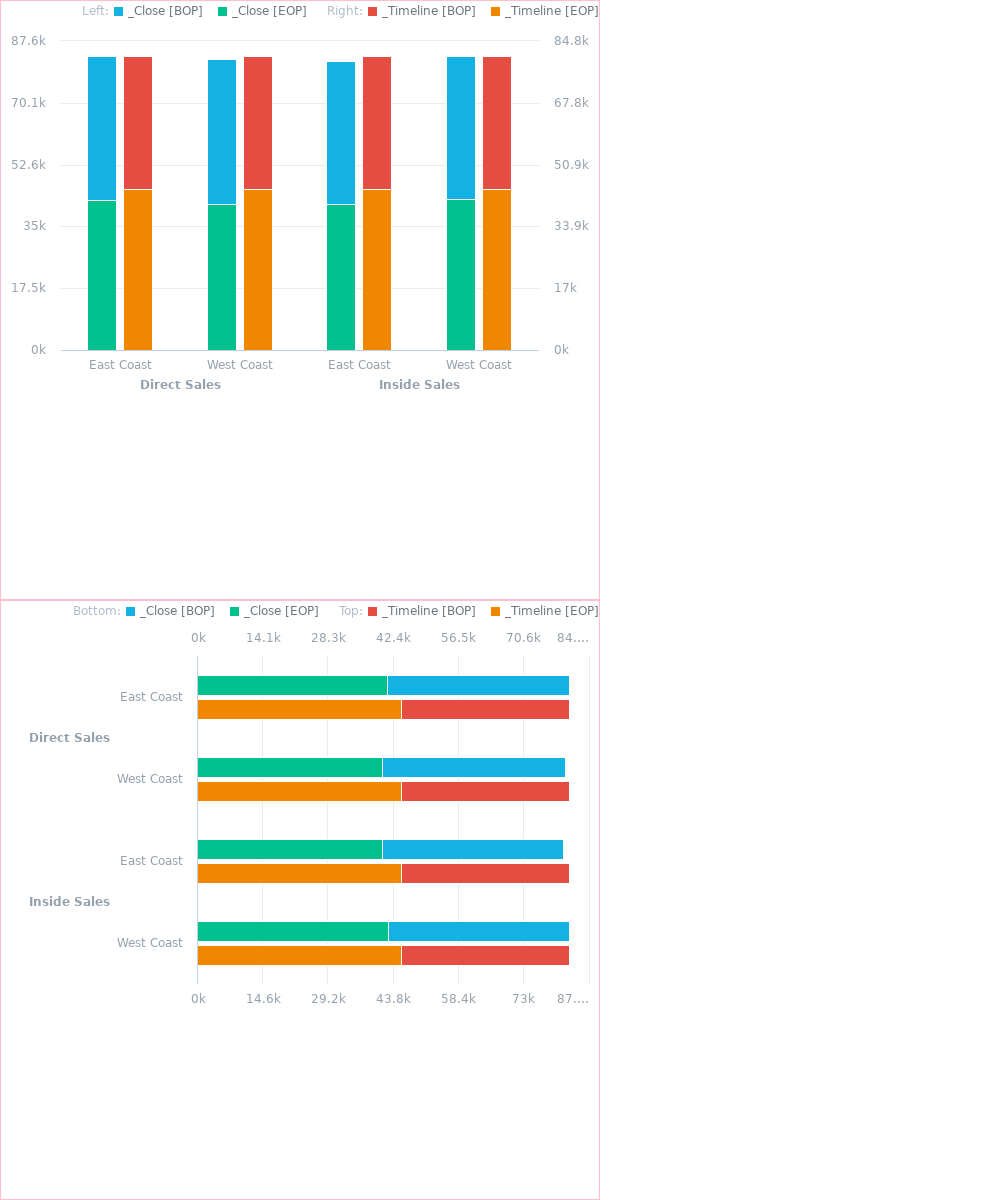 Left: _Close [BOP] _Close [EOP] Right: _Timeline [BOP] _Timeline [EOP]
87.6k 84.8k
70.1k 67.8k
52.6k 50.9k
35k 33.9k
17.5k 17k
0k 0k
East Coast West Coast East Coast West Coast
Direct Sales Inside Sales
Bottom: _Close [BOP] _Close [EOP] Top: _Timeline [BOP] _Timeline [EOP]
0k 14.1k 28.3k 42.4k 56.5k 70.6k 84....
East Coast
Direct Sales
West Coast
East Coast
Inside Sales
West Coast
0k 14.6k 29.2k 43.8k 58.4k 73k 87....